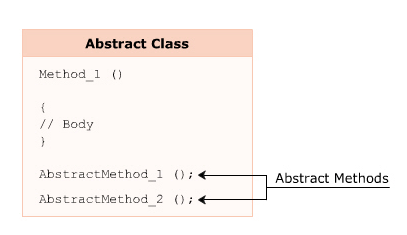 Abstract Class
Method_1 ()
{
// Body
}
AbstractMethod_1 ();
Abstract Methods
AbstractMethod_2 ();